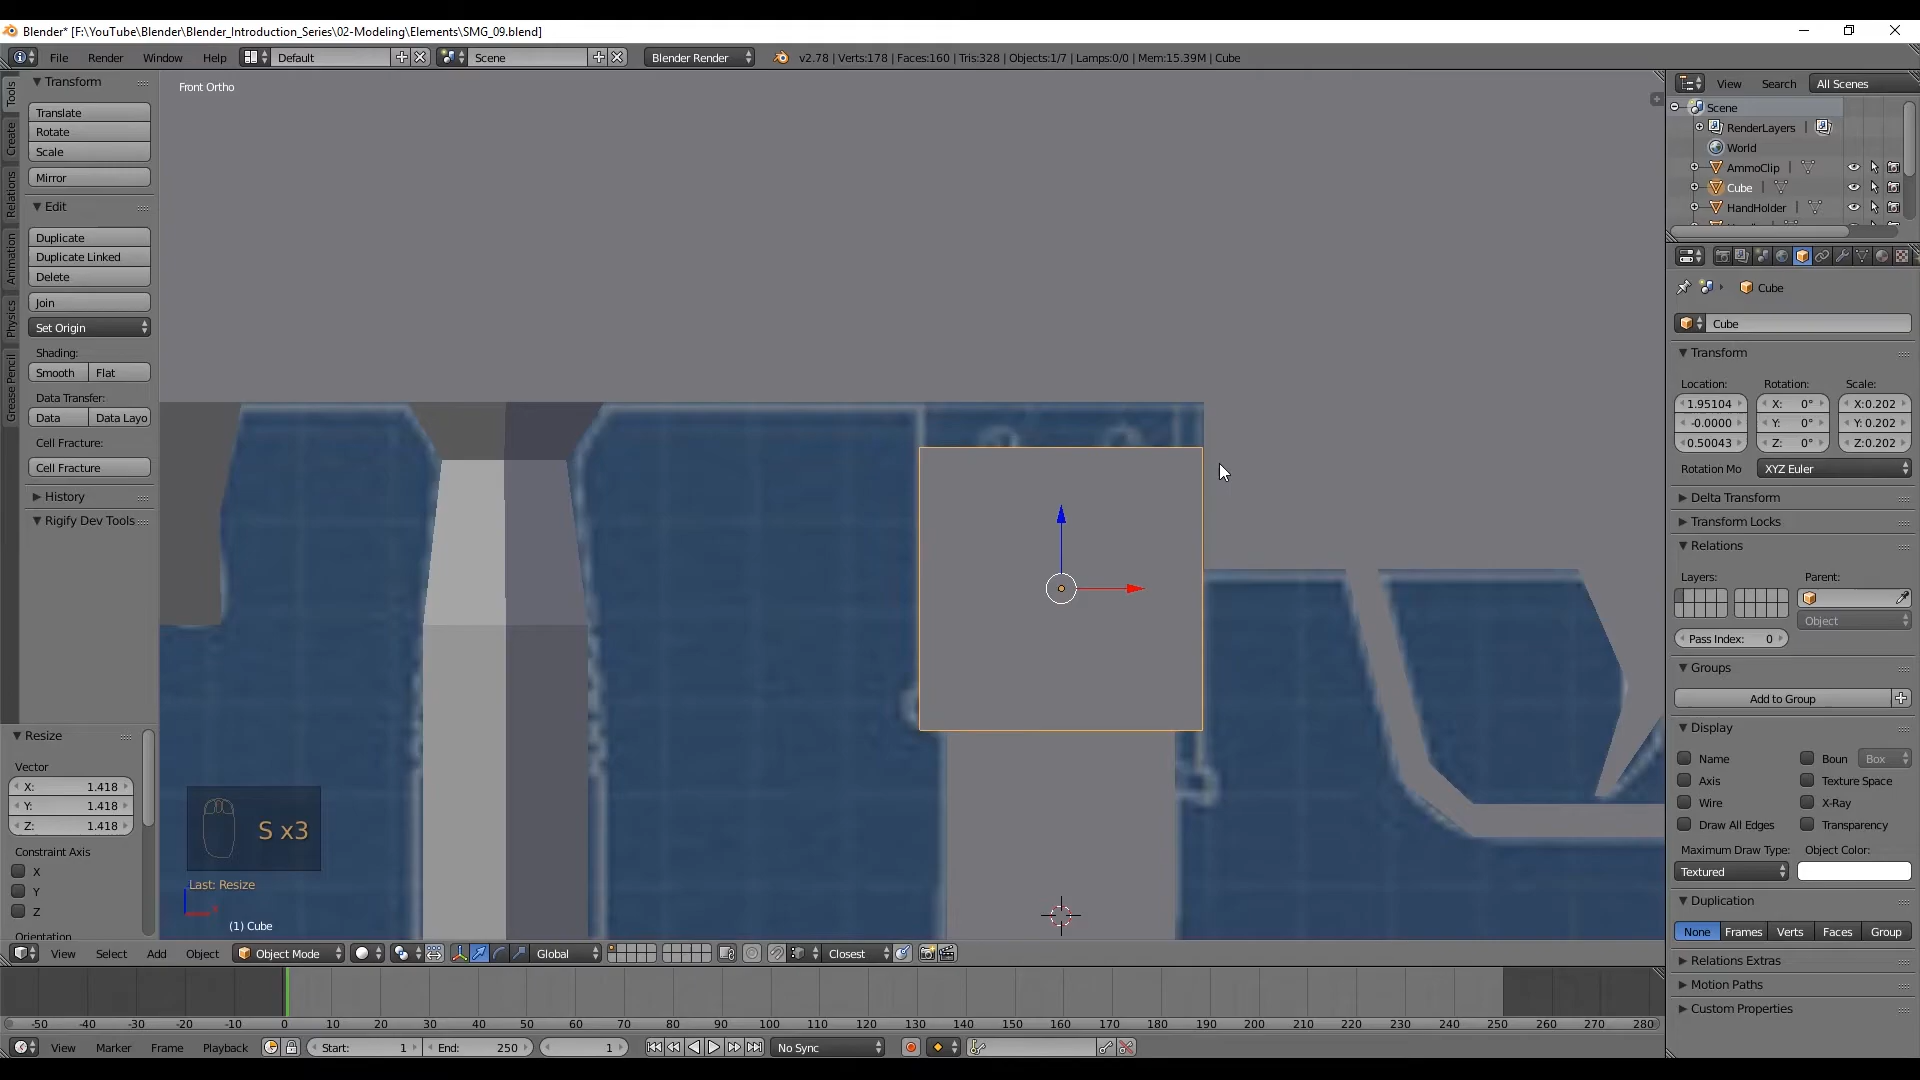 Blender* [F:\YouTube\Blender\Blender_Introduction_Series\02-Modeling\Elements\SMG_09.blend]
File Render Window Help Default Scene Blender Render v2.78 | Verts:178 | Faces:160 | Tris:328 | Objects:1/7 | Lamps:0/0 | Mem:15.39M | Cube
Tools
Create
Relations
Animation
Physics
Grease Pencil
Transform
Translate
Rotate
Scale
Mirror
Edit
Duplicate
Duplicate Linked
Delete
Join
Set Origin
Shading:
Smooth Flat
Data Transfer:
Data Data Layo
Cell Fracture:
Cell Fracture
History
Rigify Dev Tools
Resize
Vector
X: 1.418
Y: 1.418
Z: 1.418
Constraint Axis
X
Y
Z
Orientation
Front Ortho
S x3
Last: Resize
(1) Cube
View Select Add Object Object Mode Global Closest
-50 -40 -30 -20 -10 0 10 20 30 40 50 60 70 80 90 100 110 120 130 140 150 160 170 180 190 200 210 220 230 240 250 260 270 280
View Marker Frame Playback Start: 1 End: 250 1 No Sync
View Search All Scenes
Scene
RenderLayers
World
AmmoClip
Cube
HandHolder
Cube
Cube
Transform
Location: Rotation: Scale:
1.95104 X: 0° X:0.202
-0.0000 Y: 0° Y: 0.202
0.50043 Z: 0° Z:0.202
Rotation Mo XYZ Euler
Delta Transform
Transform Locks
Relations
Layers: Parent:
Object
Pass Index: 0
Groups
Add to Group
Display
Name Boun Box
Axis Texture Space
Wire X-Ray
Draw All Edges Transparency
Maximum Draw Type: Object Color:
Textured
Duplication
None Frames Verts Faces Group
Relations Extras
Motion Paths
Custom Properties